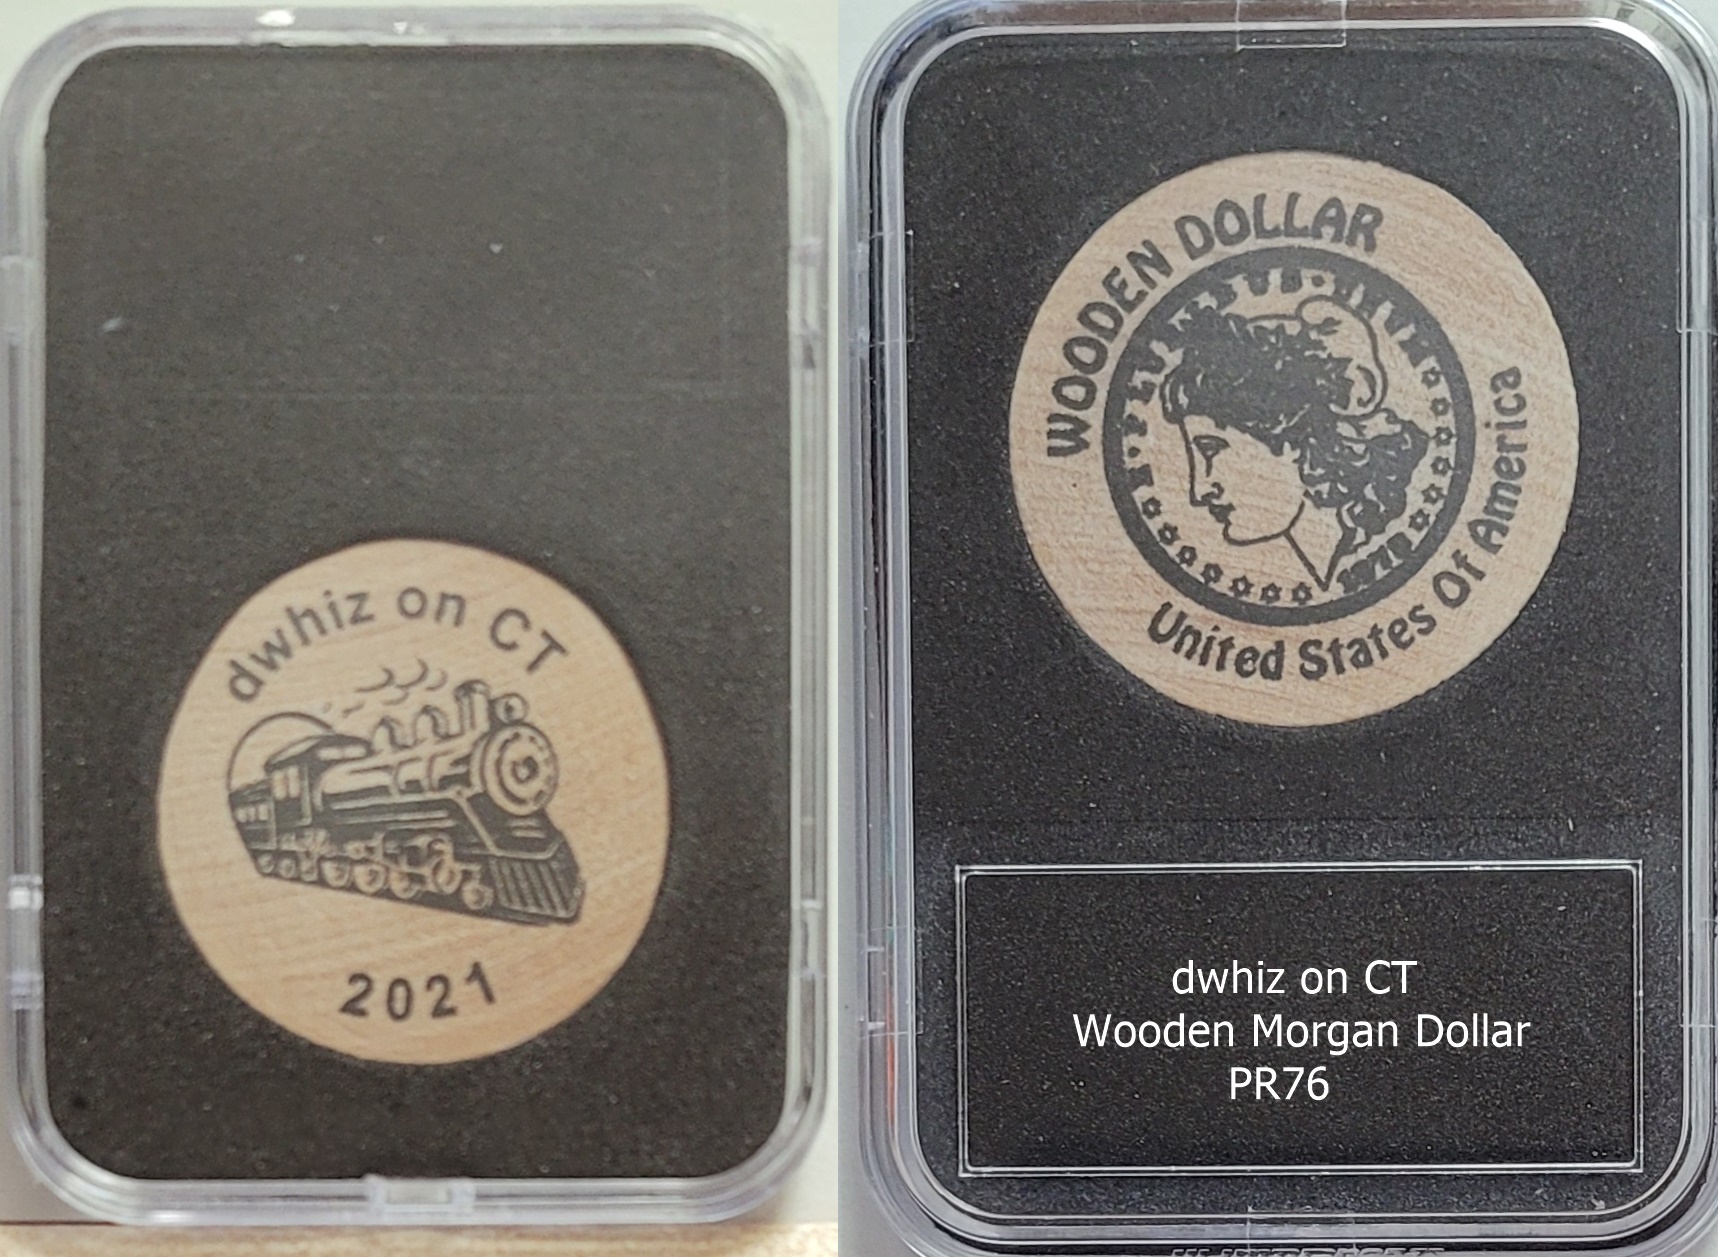 dwhiz on CT
2021
WOODEN DOLLAR
United States Of America
dwhiz on CT
Wooden Morgan Dollar
PR76